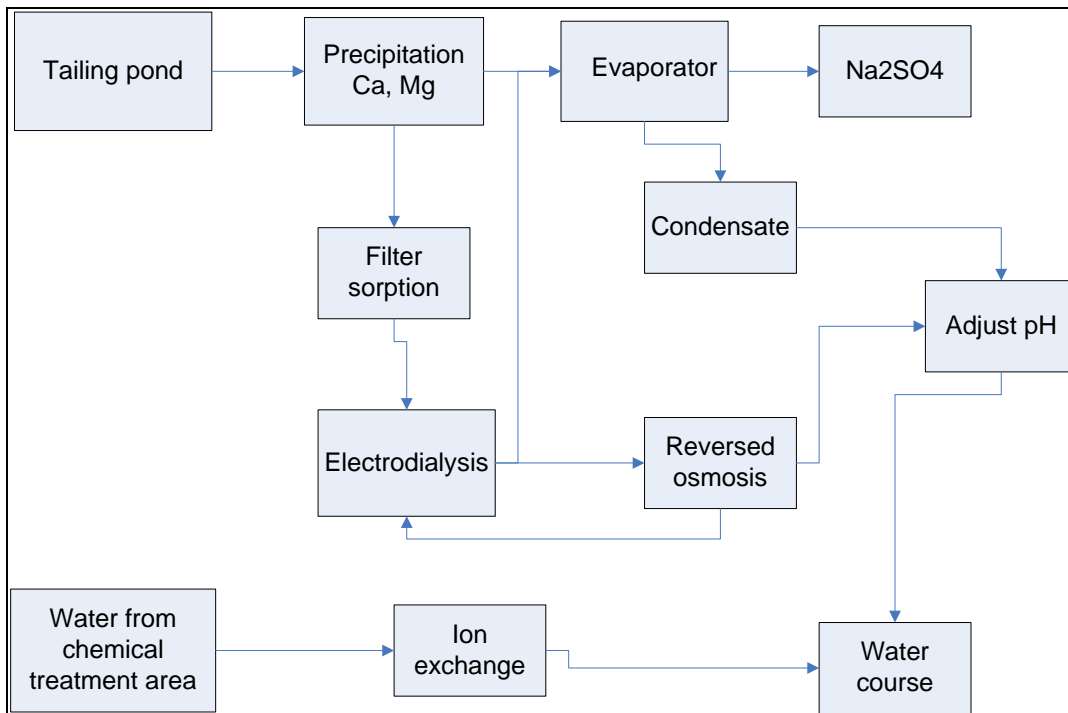 Tailing pond
Precipitation
Ca, Mg
Evaporator
Na2SO4
Condensate
Filter
sorption
Adjust pH
Electrodialysis
Reversed
osmosis
Water from
chemical
treatment area
Ion
exchange
Water
course